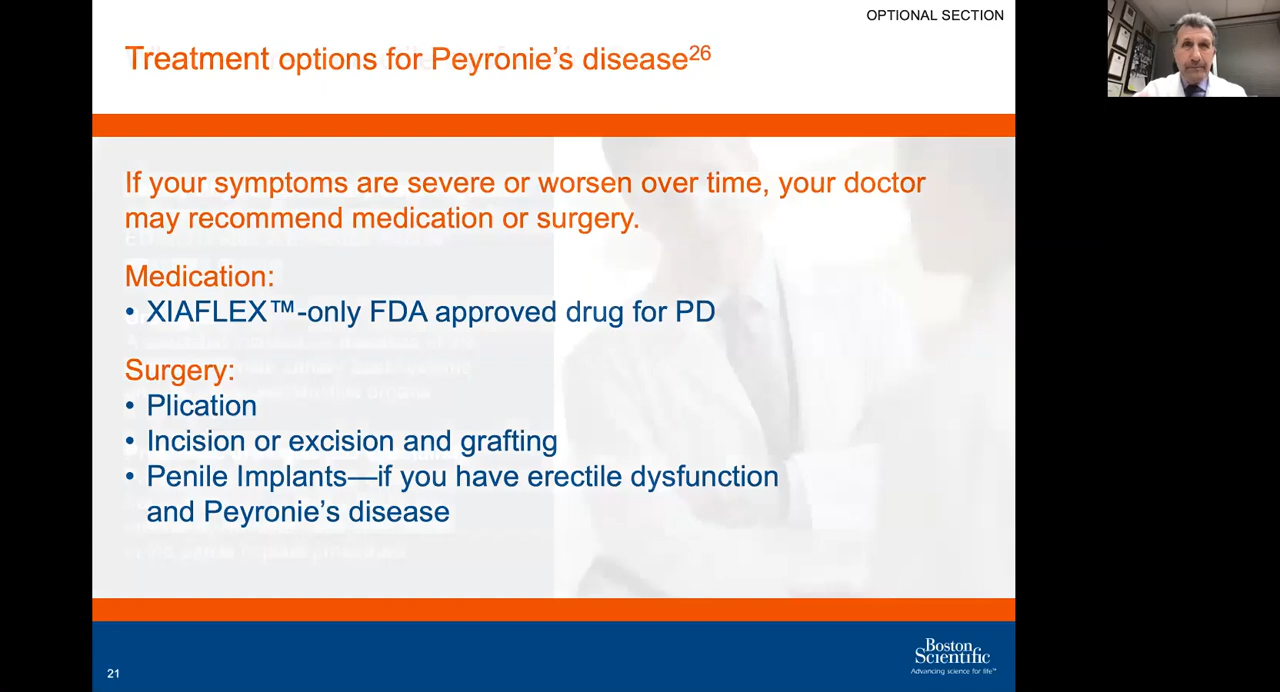 OPTIONAL SECTION
Treatment options for Peyronie’s disease26
If your symptoms are severe or worsen over time, your doctor
may recommend medication or surgery.
Medication:
• XIAFLEX™-only FDA approved drug for PD
Surgery:
• Plication
• Incision or excision and grafting
• Penile Implants—if you have erectile dysfunction
and Peyronie’s disease
21
Boston
Scientific
Advancing science for life™